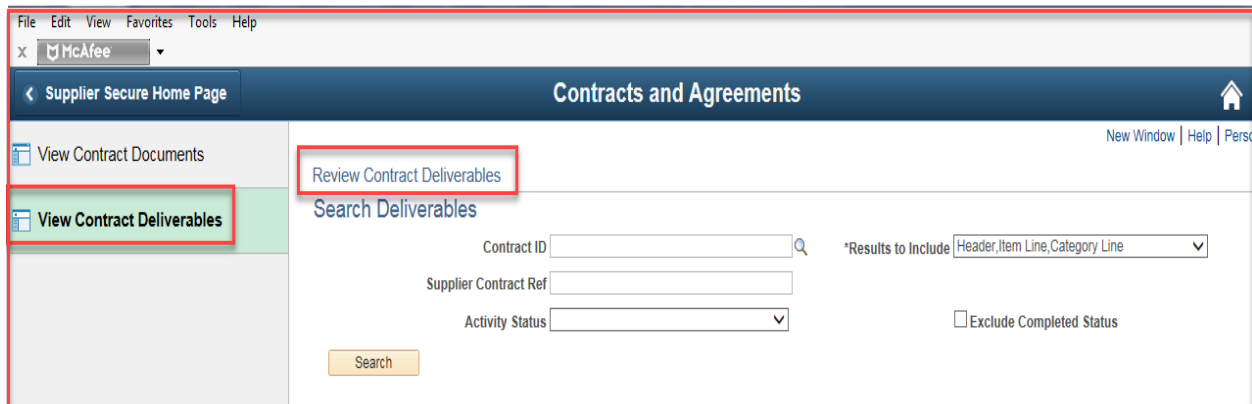 File Edit View Favorites Tools Help
X McAfee
Supplier Secure Home Page
Contracts and Agreements
New Window | Help | Perso
View Contract Documents
View Contract Deliverables
Review Contract Deliverables
Search Deliverables
Contract ID
*Results to Include Header,Item Line,Category Line
Supplier Contract Ref
Activity Status
Exclude Completed Status
Search